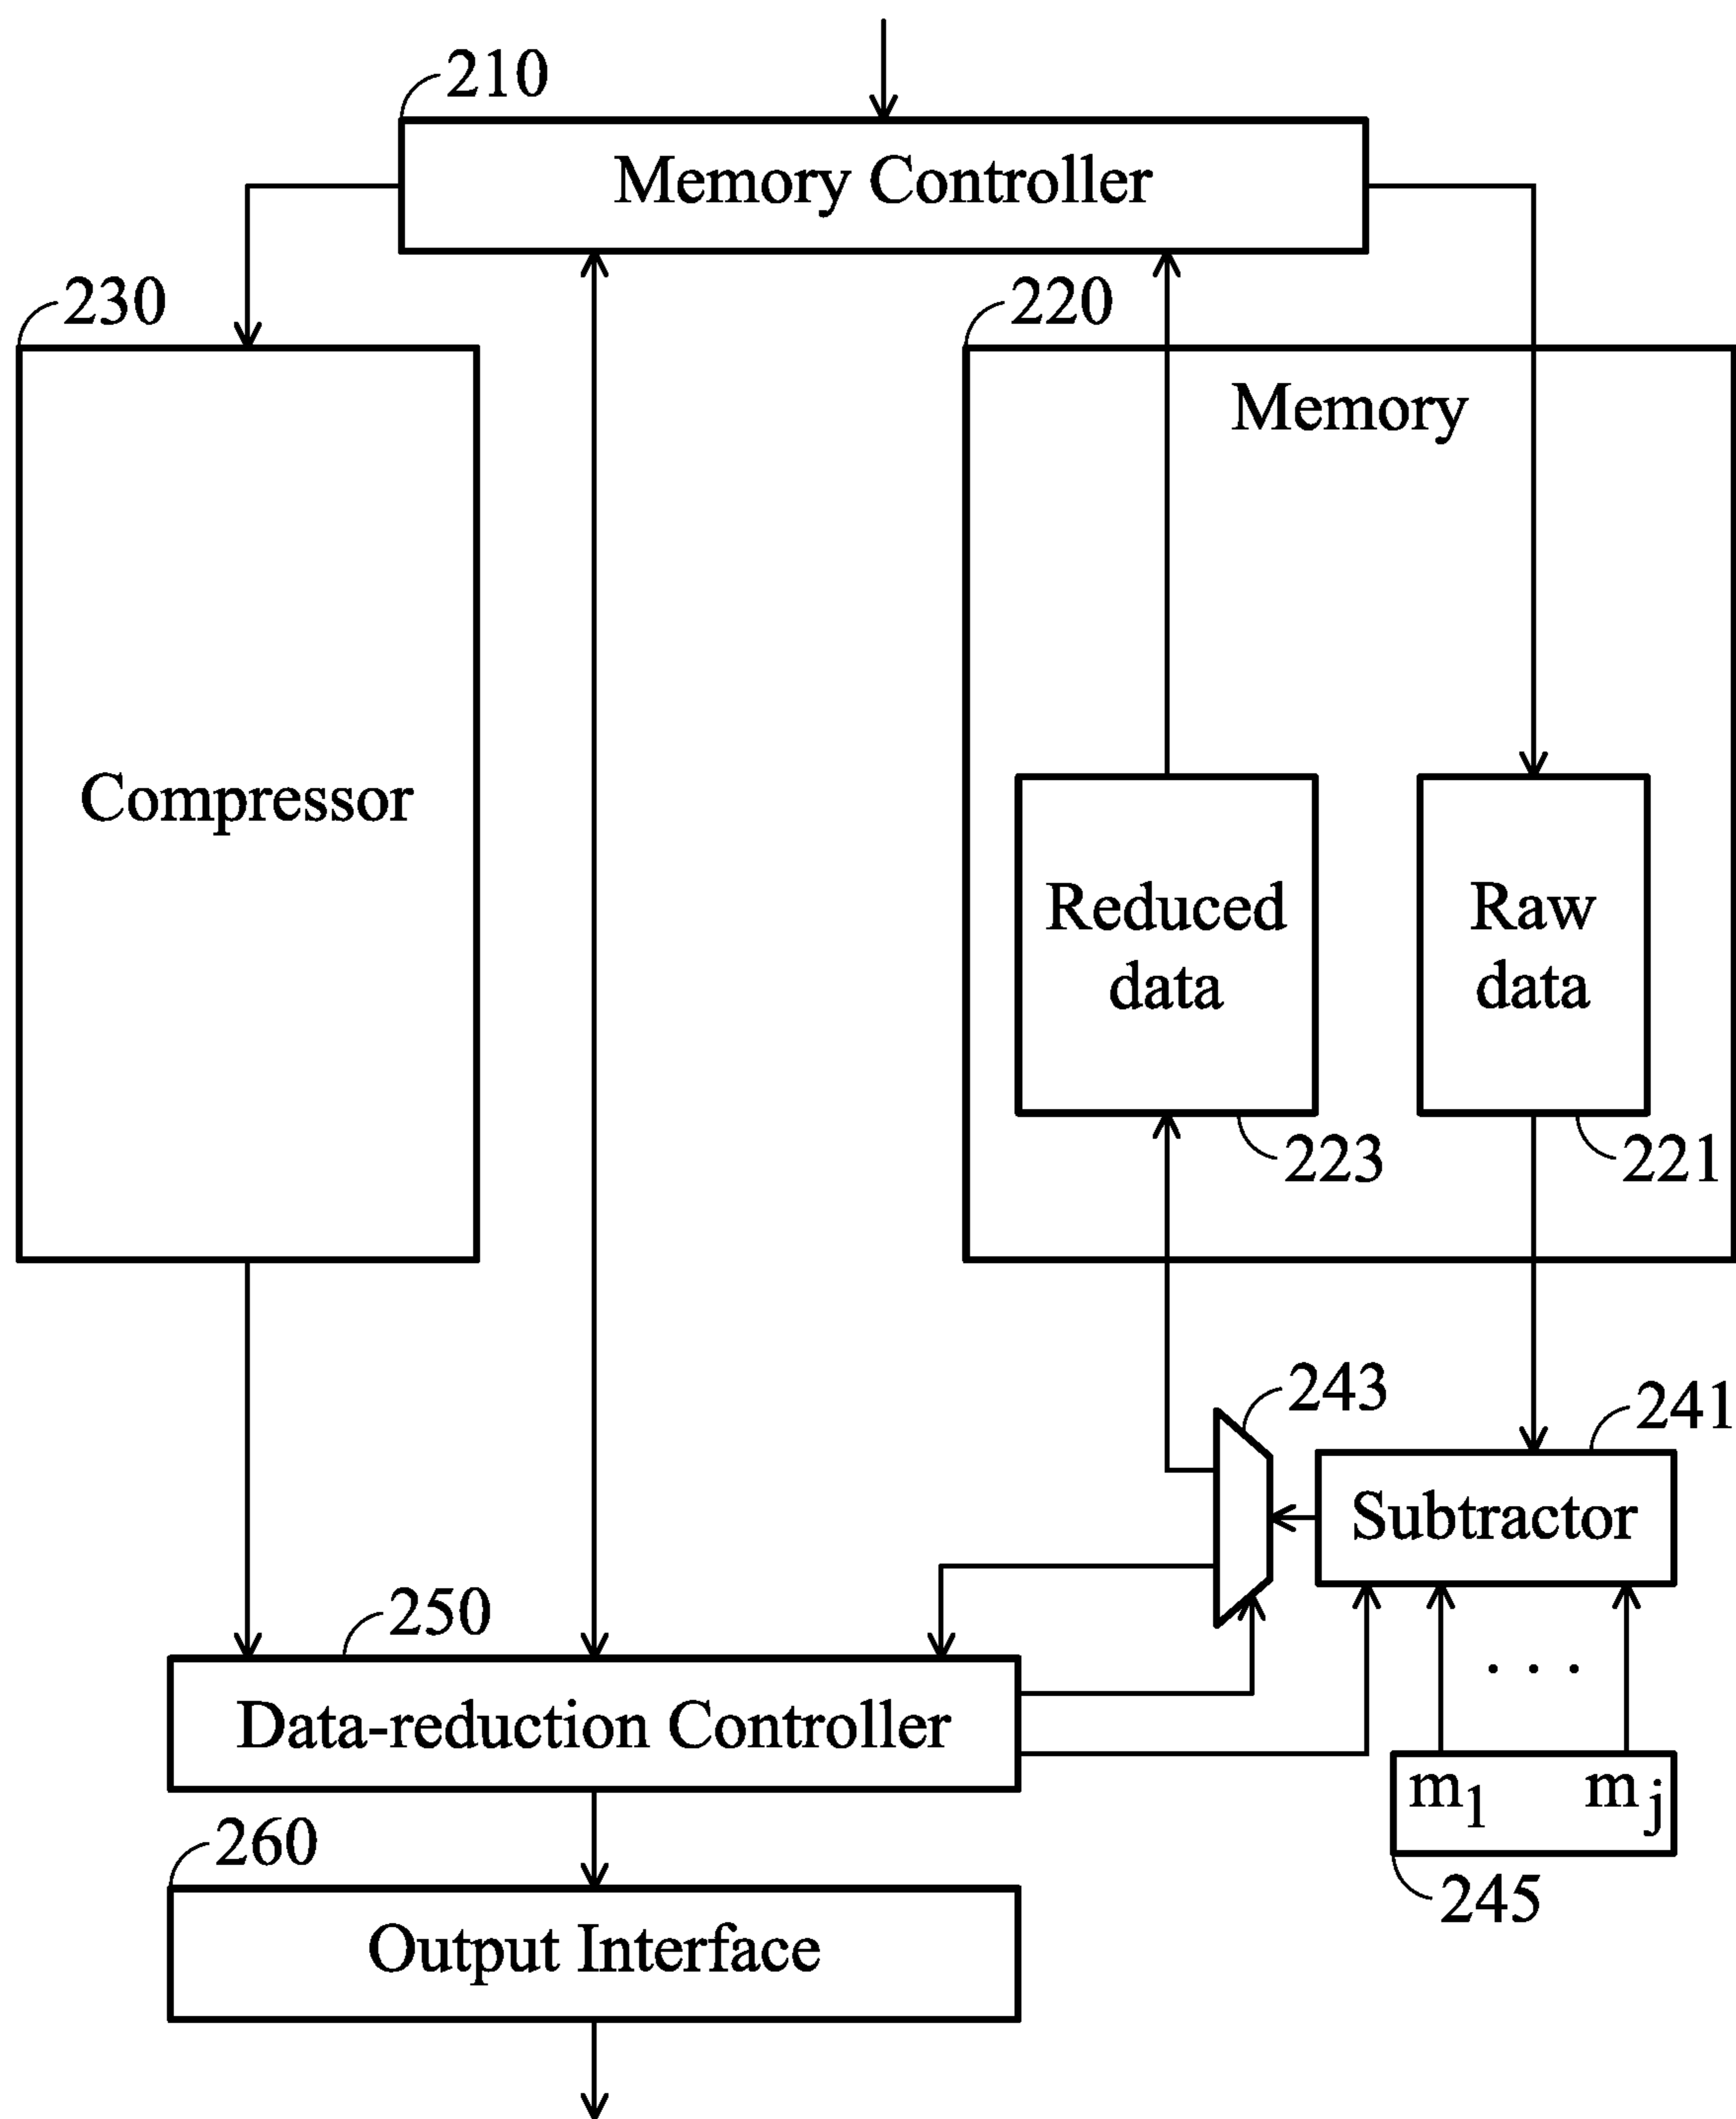 210
Memory Controller
230
220
Memory
Compressor
Reduced
data
Raw
data
223
221
243
241
Subtractor
250
. . .
Data-reduction Controller
m1 mj
260
245
Output Interface